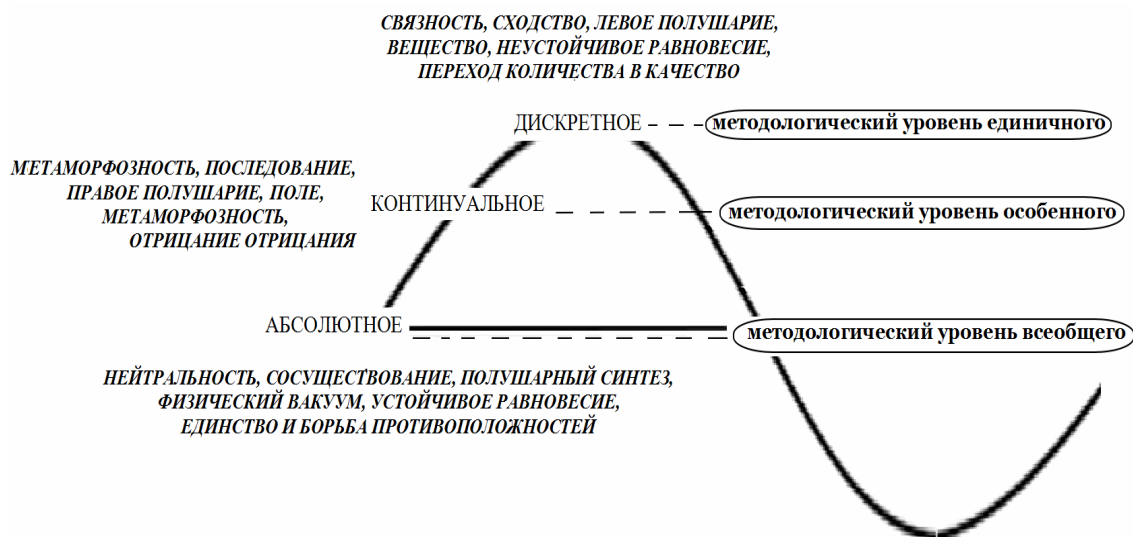 СВЯЗНОСТЬ, СХОДСТВО, ЛЕВОЕ ПОЛУШАРИЕ,
ВЕЩЕСТВО, НЕУСТОЙЧИВОЕ РАВНОВЕСИЕ,
ПЕРЕХОД КОЛИЧЕСТВА В КАЧЕСТВО
ДИСКРЕТНОЕ
методологический уровень единичного
МЕТАМОРФОЗНОСТЬ, ПОСЛЕДОВАНИЕ,
ПРАВОЕ ПОЛУШАРИЕ, ПОЛЕ,
МЕТАМОРФОЗНОСТЬ,
ОТРИЦАНИЕ ОТРИЦАНИЯ
КОНТИНУАЛЬНОЕ
методологический уровень особенного
АБСОЛЮТНОЕ
методологический уровень всеобщего
НЕЙТРАЛЬНОСТЬ, СОСУЩЕСТВОВАНИЕ, ПОЛУШАРНЫЙ СИНТЕЗ,
ФИЗИЧЕСКИЙ ВАКУУМ, УСТОЙЧИВОЕ РАВНОВЕСИЕ,
ЕДИНСТВО И БОРЬБА ПРОТИВОПОЛОЖНОСТЕЙ